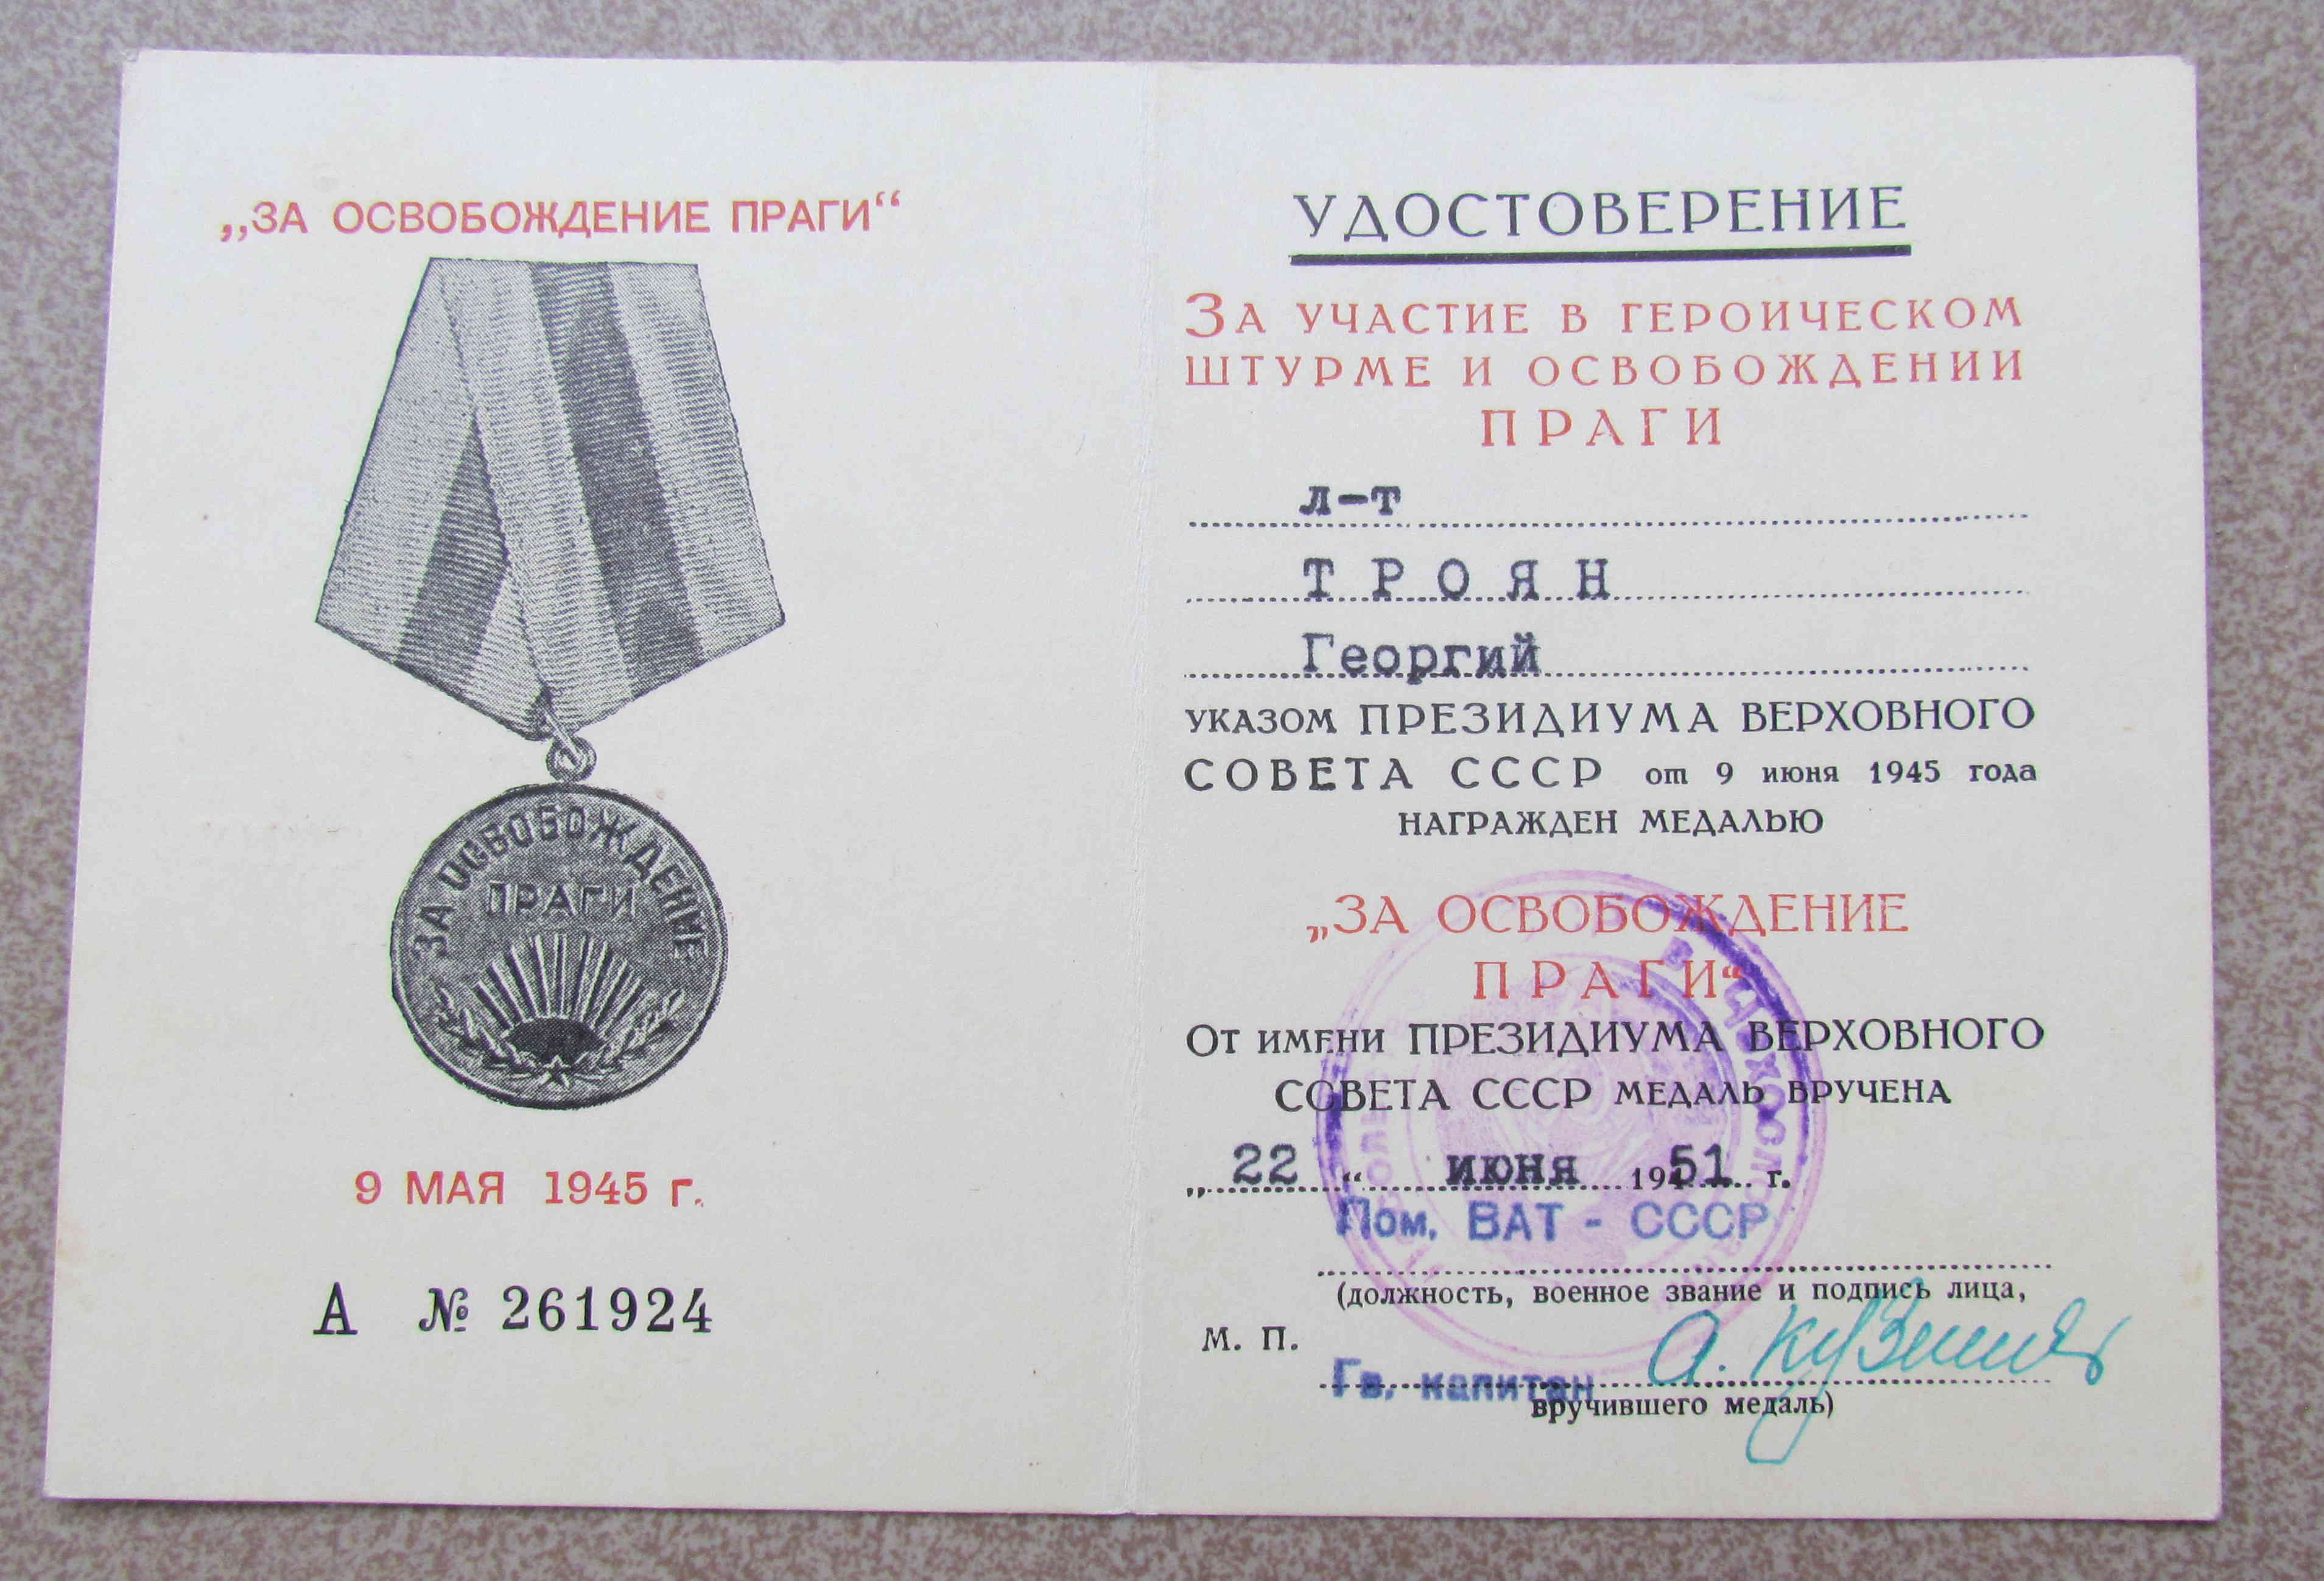 „ЗА ОСВОБОЖДЕНИЕ ПРАГИ“
ЗА ОСВОБОЖДЕНИЕ
ПРАГИ
9 МАЯ 1945 г.
А № 261924
УДОСТОВЕРЕНИЕ
ЗА УЧАСТИЕ В ГЕРОИЧЕСКОМ
ШТУРМЕ И ОСВОБОЖДЕНИИ
ПРАГИ
л-т
ТРОЯН
Георгий
УКАЗОМ ПРЕЗИДИУМА ВЕРХОВНОГО
СОВЕТА СССР от 9 июня 1945 года
НАГРАЖДЕН МЕДАЛЬЮ
„ЗА ОСВОБОЖДЕНИЕ
ПРАГИ“
ОТ ИМЕНИ ПРЕЗИДИУМА ВЕРХОВНОГО
СОВЕТА СССР МЕДАЛЬ ВРУЧЕНА
„ 22 “ июня 1951 г.
Пом. ВАТ - СССР
(должность, военное звание и подпись лица,
М. П.
Гв. капитан А.
вручившего медаль)